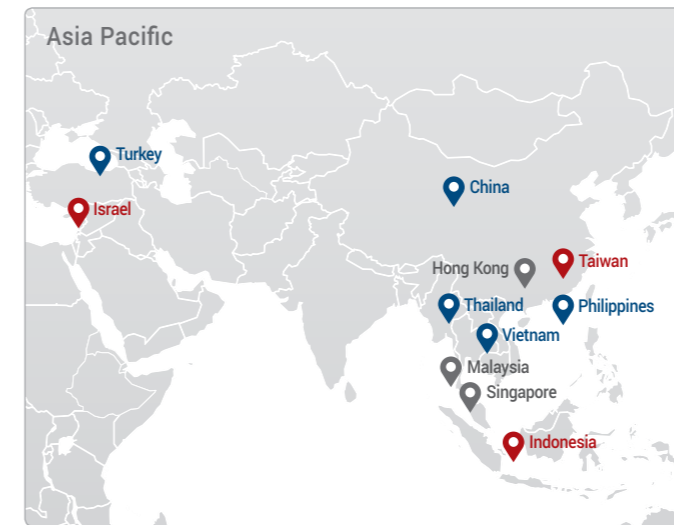 Asia Pacific
Turkey
China
Israel
Taiwan
Hong Kong
Thailand
Philippines
Vietnam
Malaysia
Singapore
Indonesia